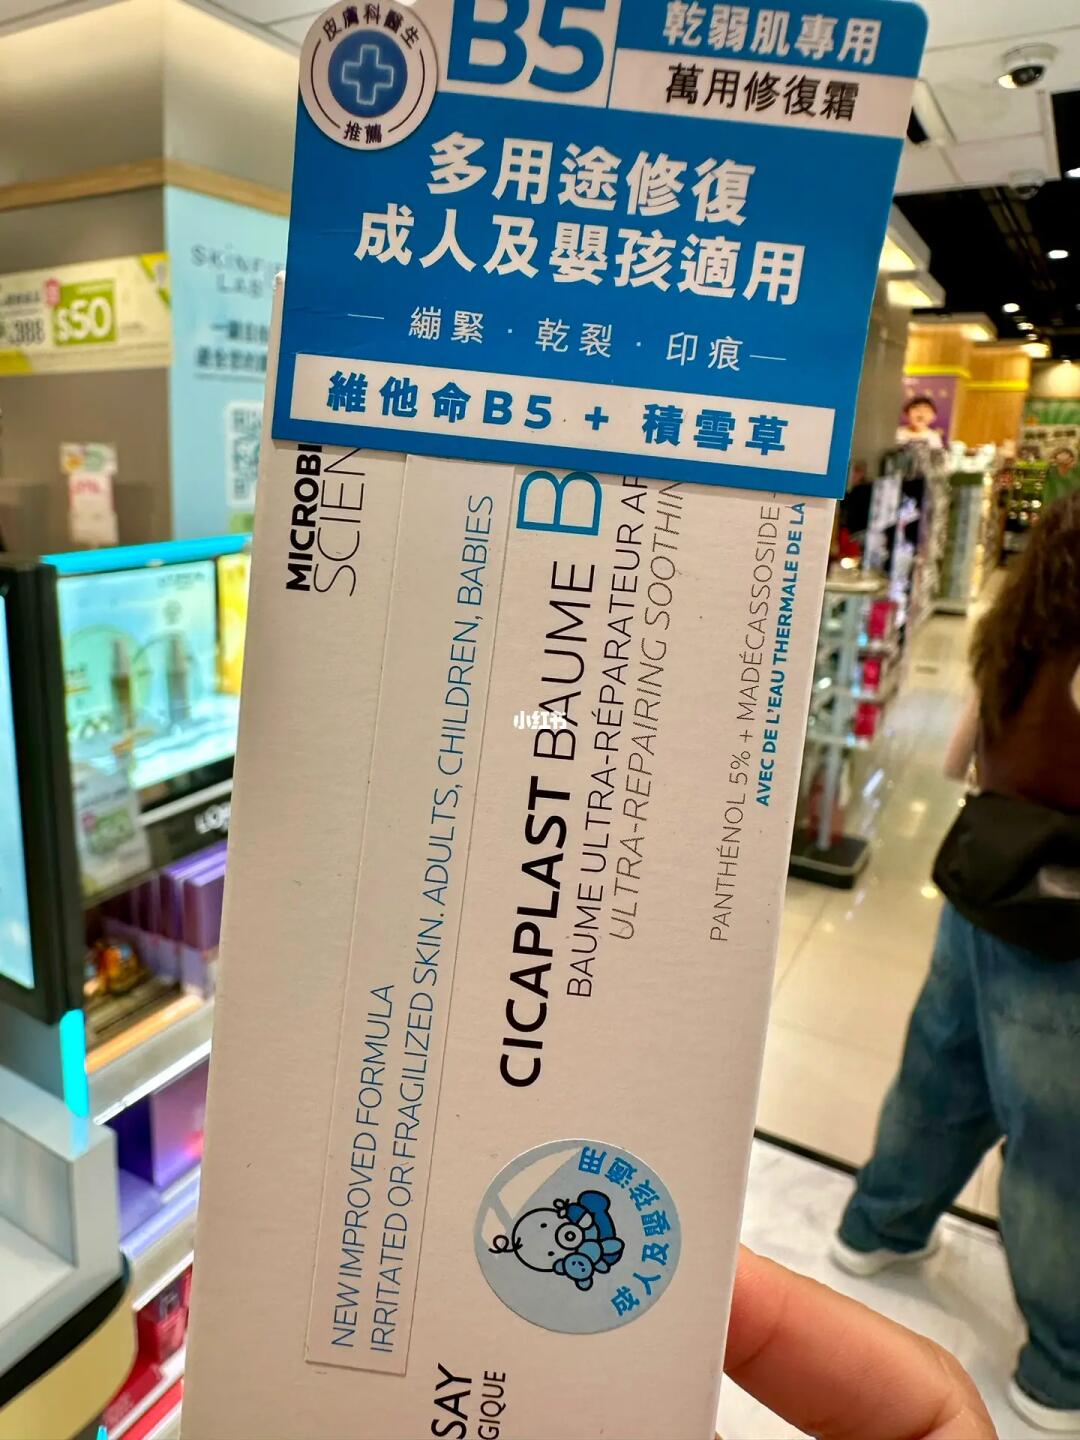 皮膚科醫生
推薦
B5
乾弱肌專用
萬用修復霜
多用途修復
成人及嬰孩適用
繃緊 · 乾裂 · 印痕
維他命B5 + 積雪草
MICROBI
SCIEN
NEW IMPROVED FORMULA
IRRITATED OR FRAGILIZED SKIN. ADULTS, CHILDREN, BABIES
CICAPLAST BAUME B
BAUME ULTRA-RÉPARATEUR AP
ULTRA-REPAIRING SOOTHIN
PANTHÉNOL 5% + MADÉCASSOSIDE
AVEC DE L'EAU THERMALE DE LA
小红书
成人及嬰孩適用
SAY
GIQUE
$50
388
LAB